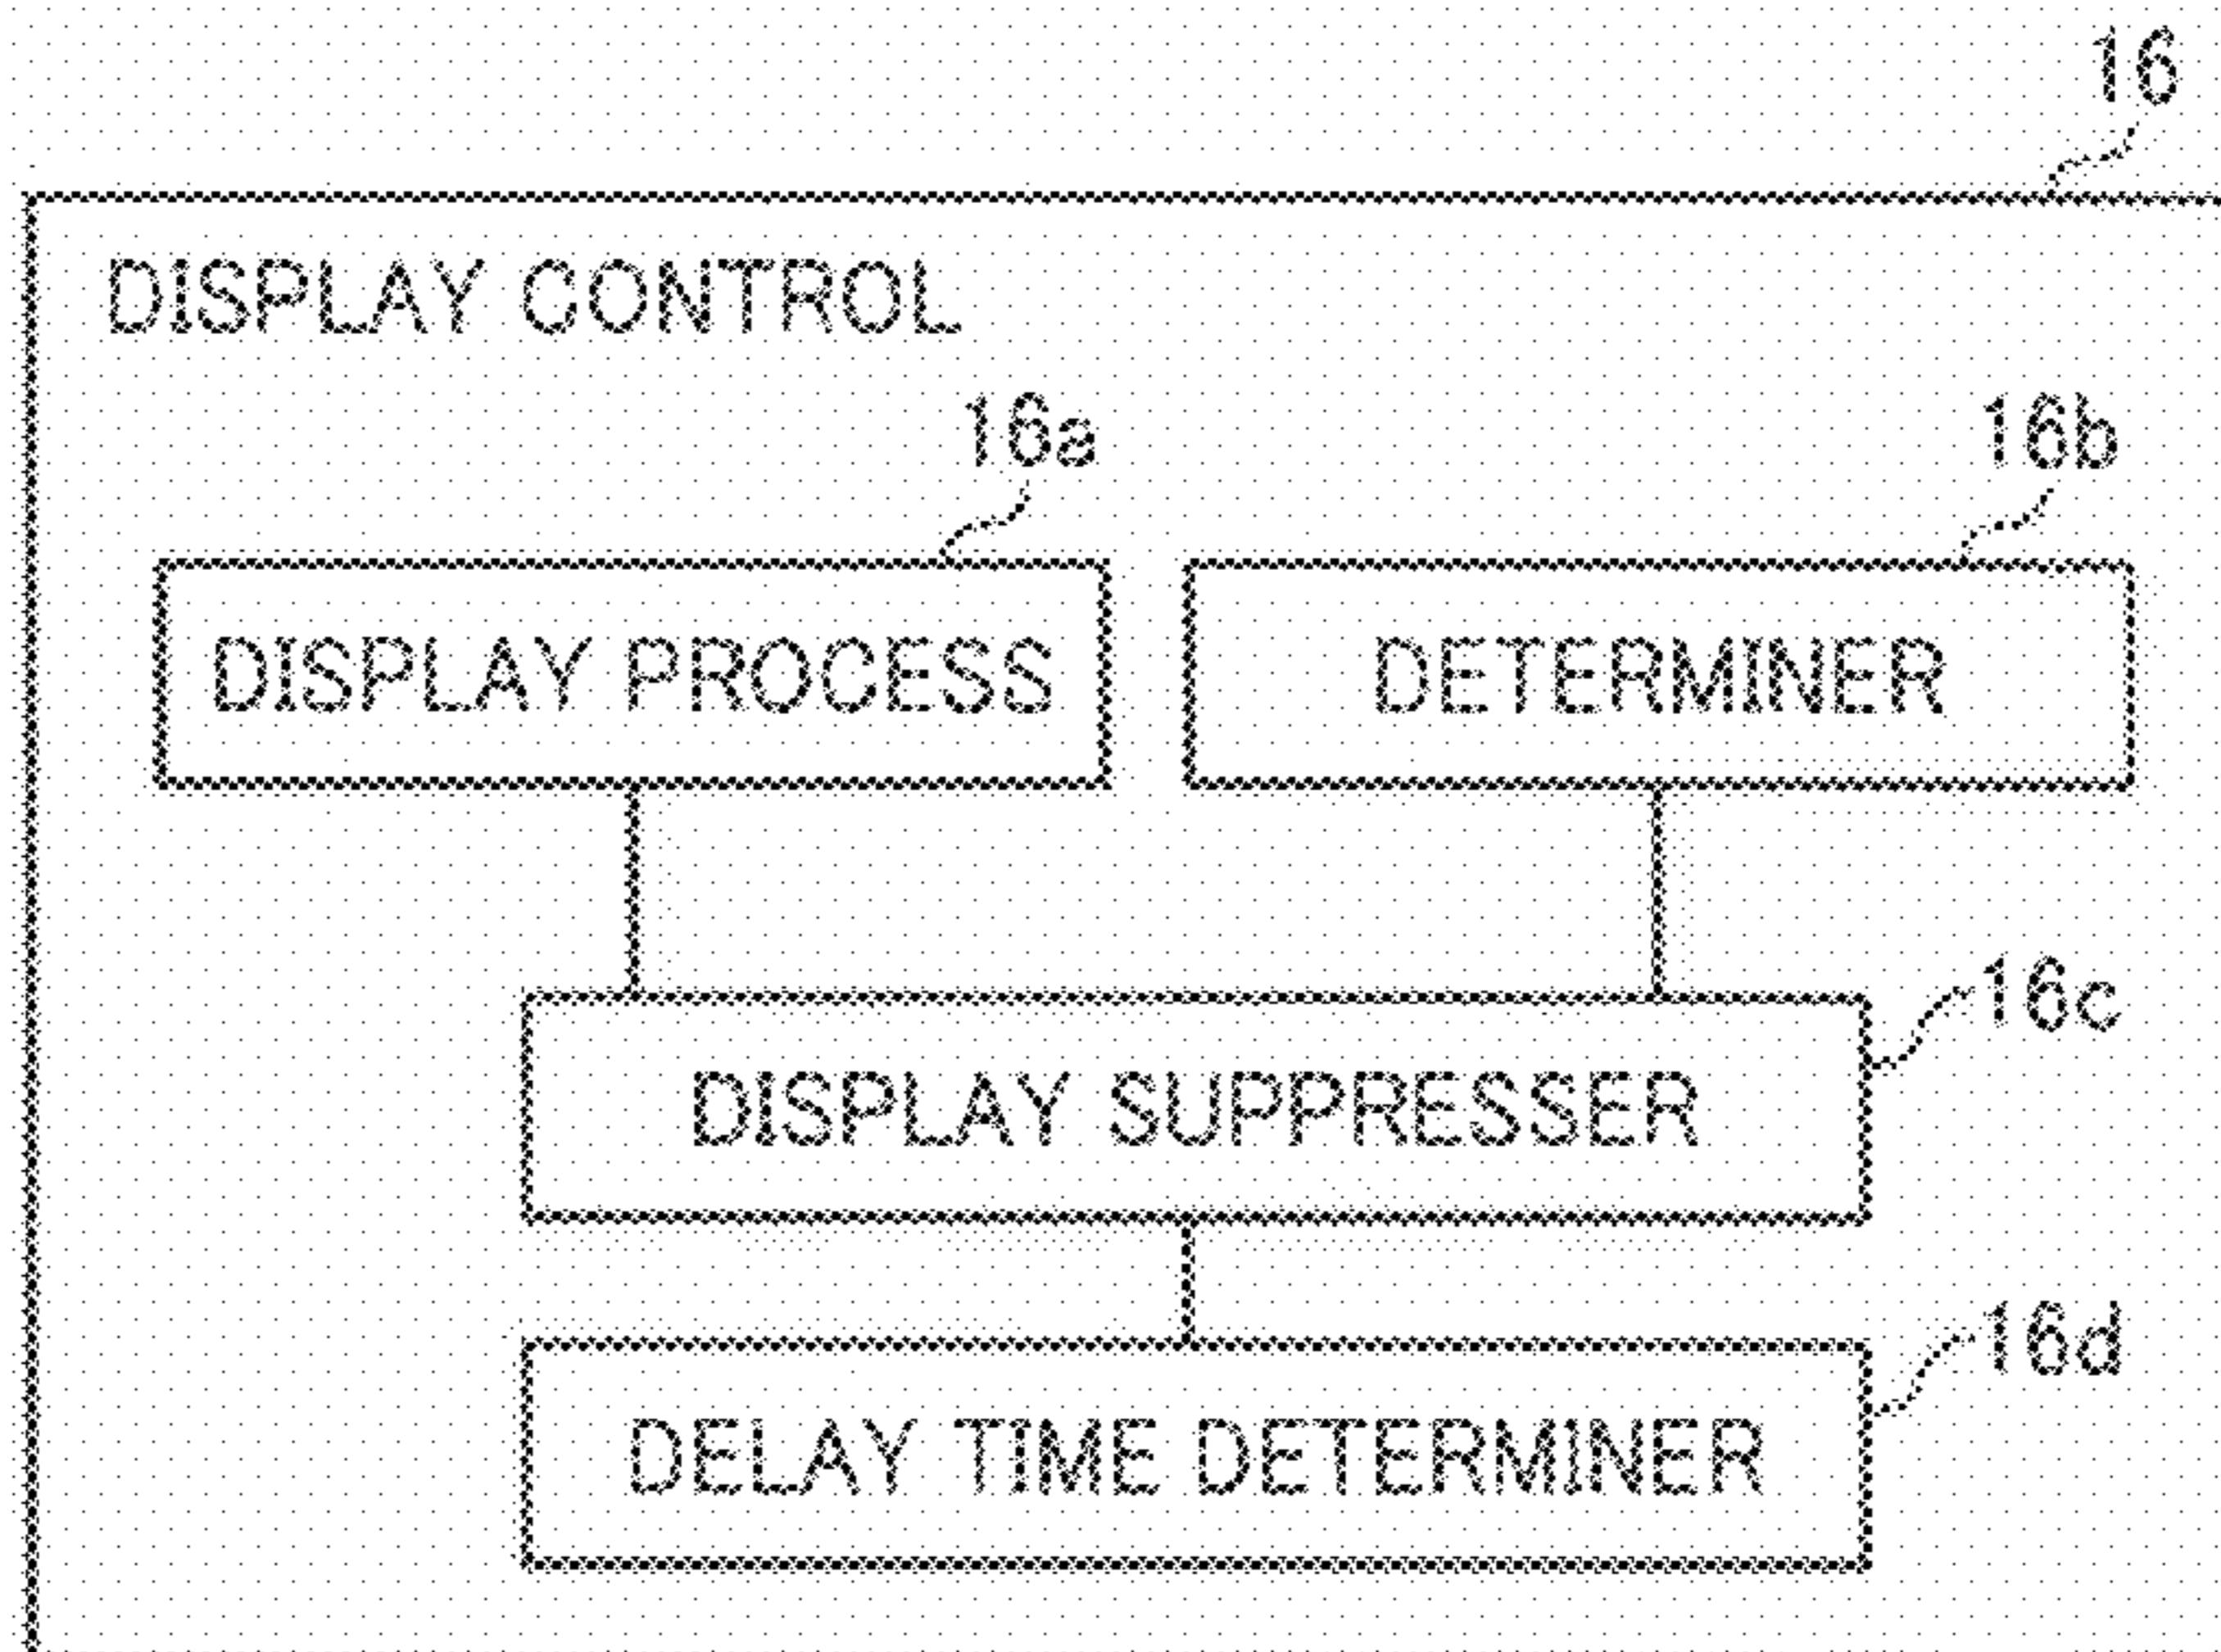 16
DISPLAY CONTROL
16a
16b
DISPLAY PROCESS
DETERMINER
16c
DISPLAY SUPPRESSER
16d
DELAY TIME DETERMINER